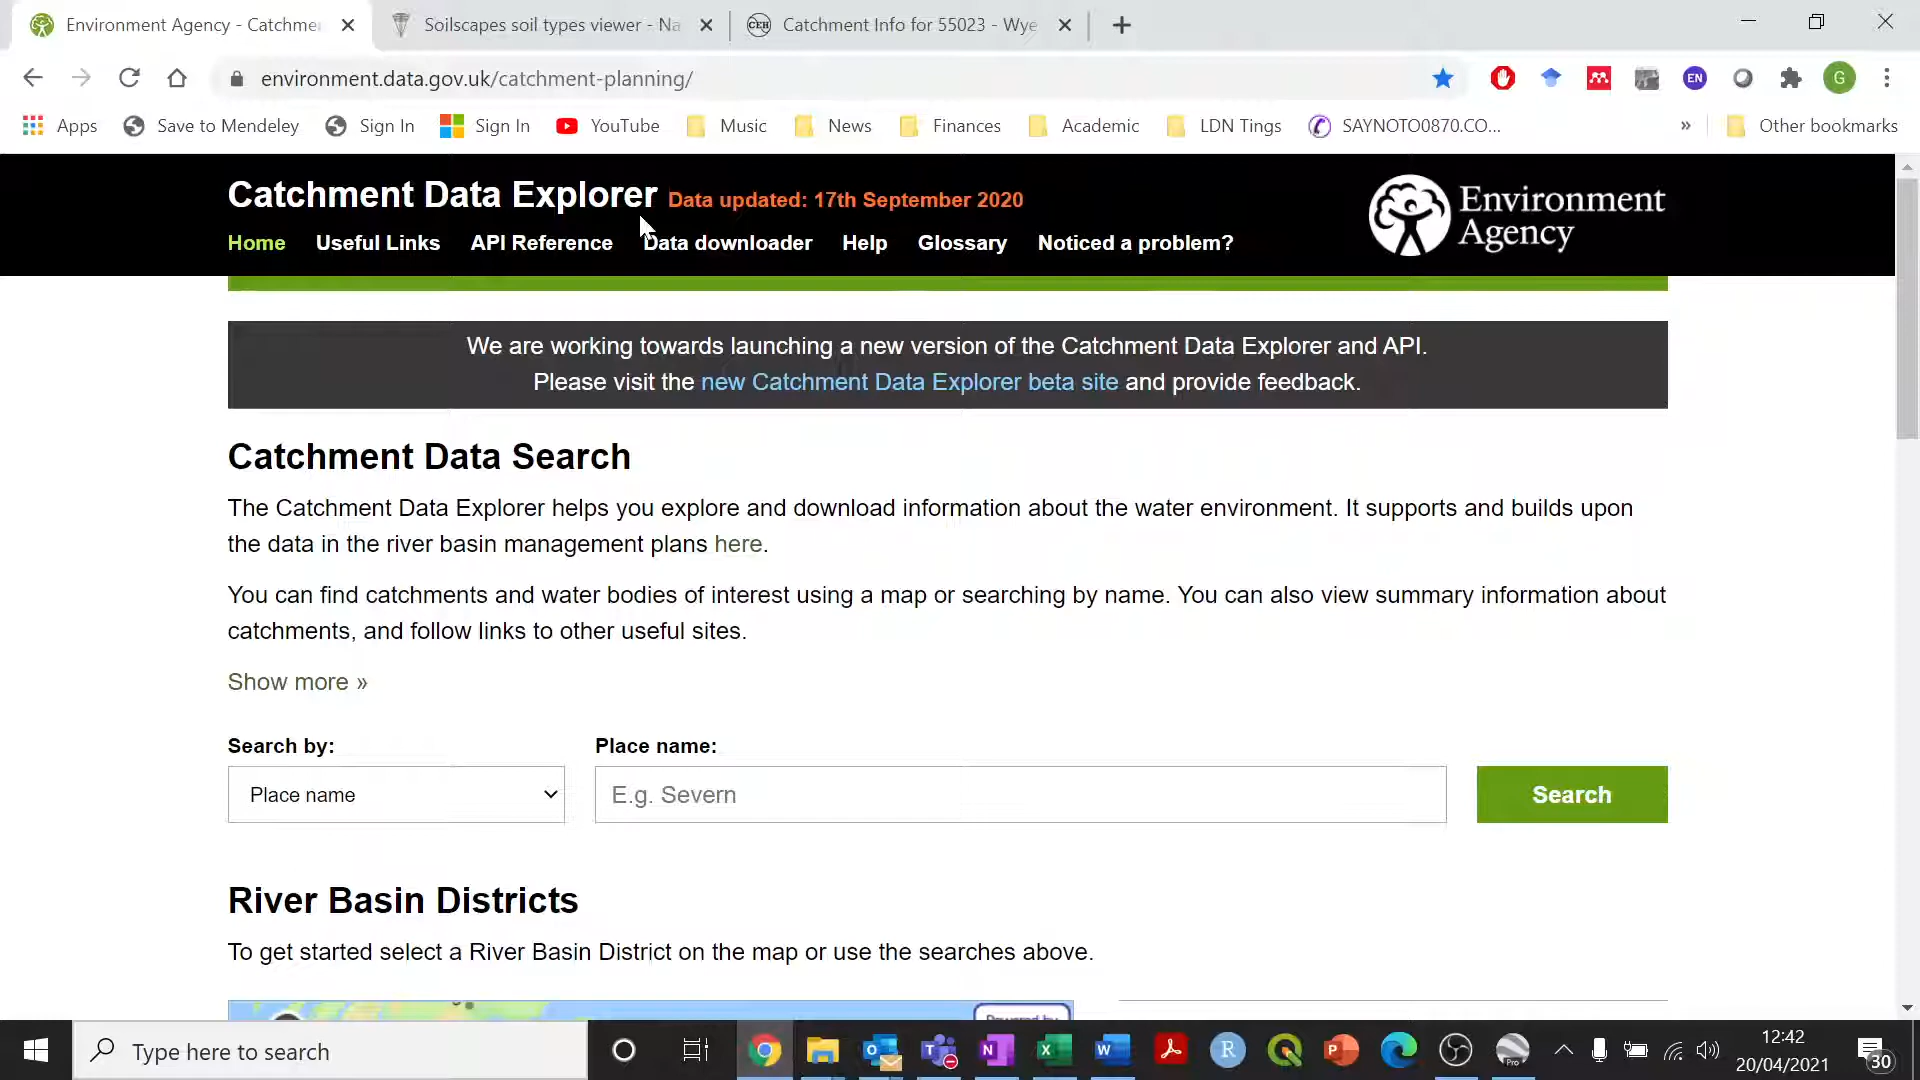 Environment Agency - Catchme
Soilscapes soil types viewer - Na
CEH
Catchment Info for 55023 - Wye
environment.data.gov.uk/catchment-planning/
EN
G
Apps
Save to Mendeley
Sign In
Sign In
YouTube
Music
News
Finances
Academic
LDN Tings
SAYNOTO0870.CO...
»
Other bookmarks
Catchment Data Explorer Data updated: 17th September 2020
Environment
Agency
Home Useful Links API Reference Data downloader Help Glossary Noticed a problem?
We are working towards launching a new version of the Catchment Data Explorer and API.
Please visit the new Catchment Data Explorer beta site and provide feedback.
Catchment Data Search
The Catchment Data Explorer helps you explore and download information about the water environment. It supports and builds upon
the data in the river basin management plans here.
You can find catchments and water bodies of interest using a map or searching by name. You can also view summary information about
catchments, and follow links to other useful sites.
Show more »
Search by:
Place name:
Place name
E.g. Severn
Search
River Basin Districts
To get started select a River Basin District on the map or use the searches above.
Powered by
Type here to search
N
W
R
P
Pro
12:42
20/04/2021
30